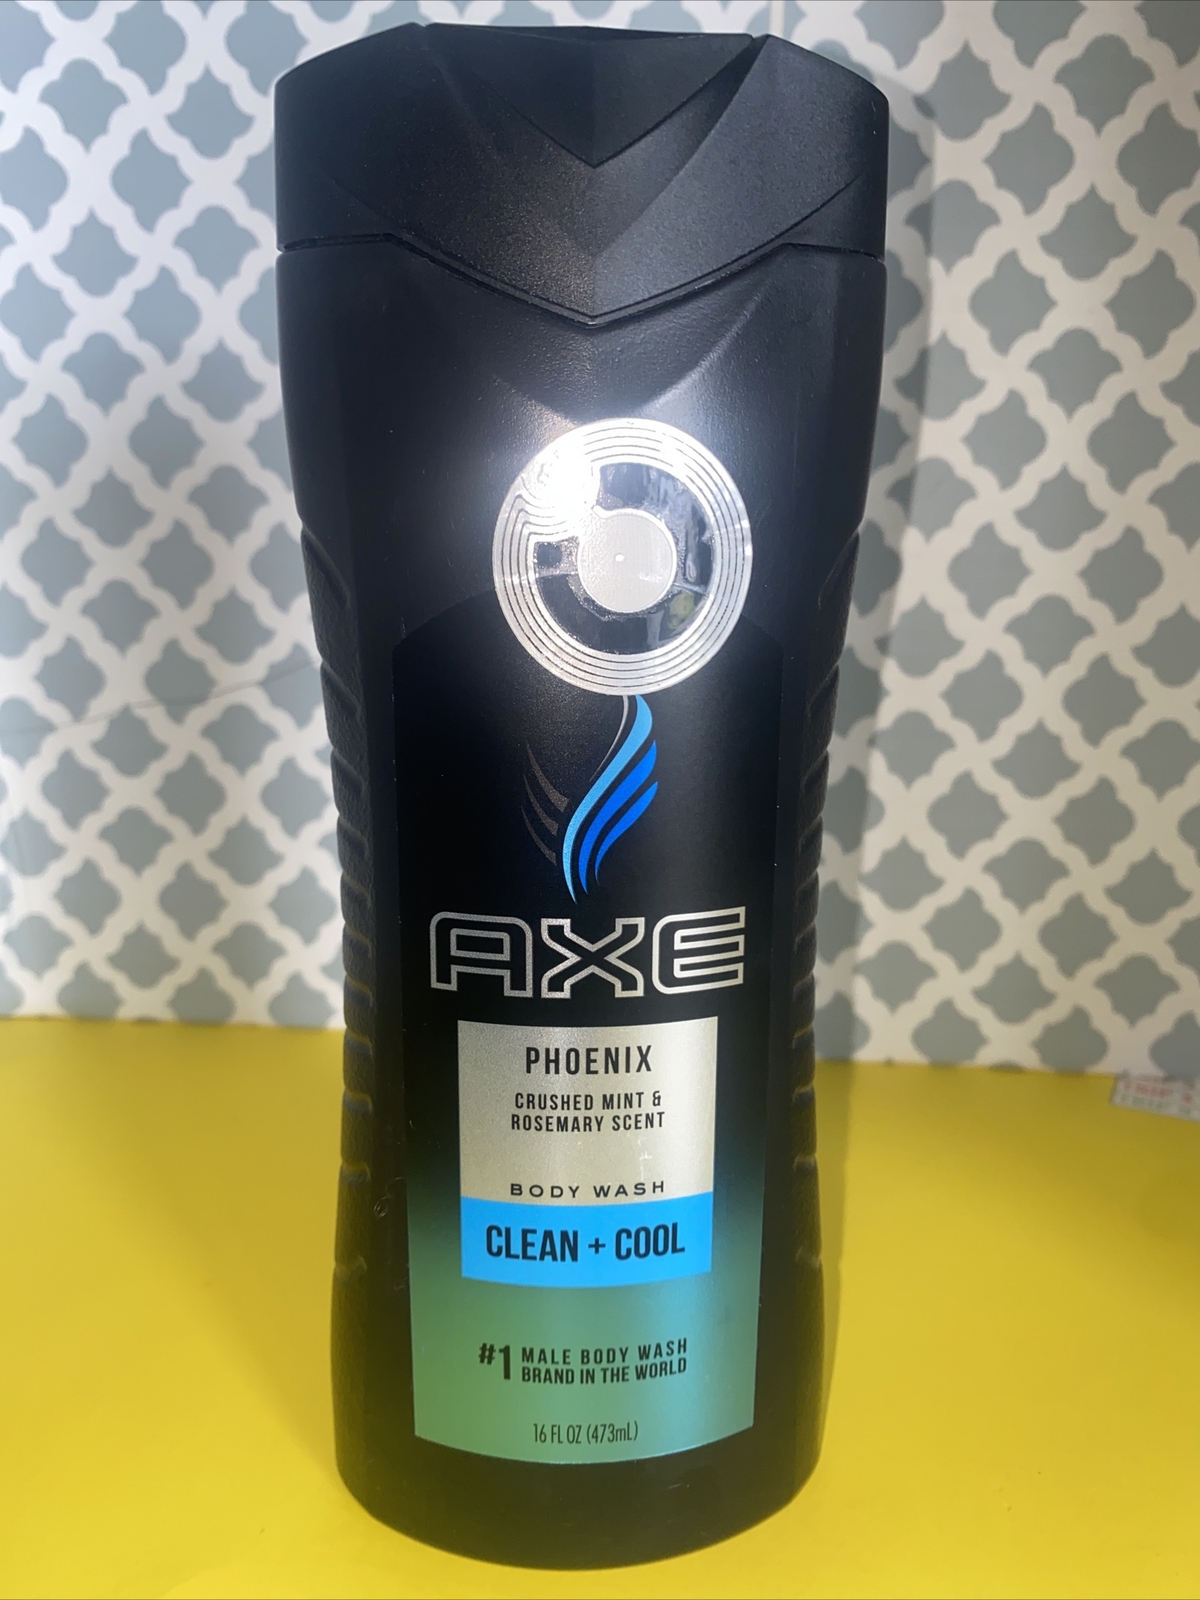 AXE
PHOENIX
CRUSHED MINT &
ROSEMARY SCENT
BODY WASH
CLEAN + COOL
#1 MALE BODY WASH
BRAND IN THE WORLD
16 FL OZ (473mL)